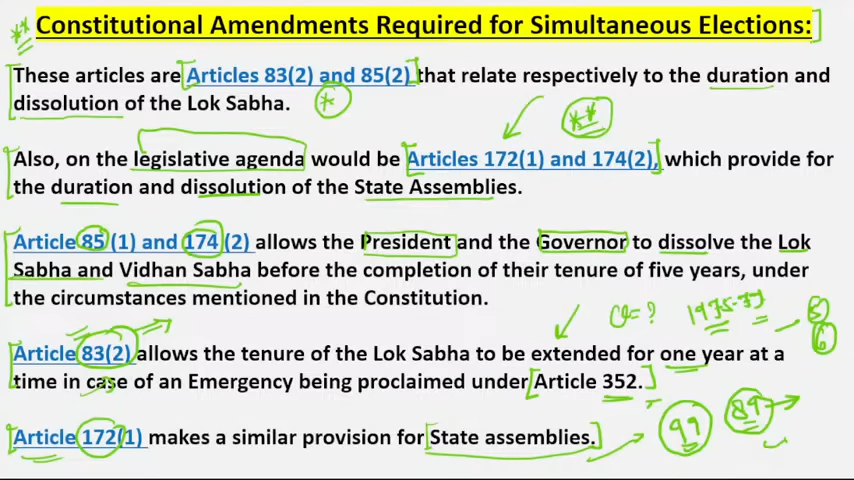 Constitutional Amendments Required for Simultaneous Elections:
These articles are Articles 83(2) and 85(2) that relate respectively to the duration and
dissolution of the Lok Sabha.
Also, on the legislative agenda would be Articles 172(1) and 174(2), which provide for
the duration and dissolution of the State Assemblies.
Article 85 (1) and 174 (2) allows the President and the Governor to dissolve the Lok
Sabha and Vidhan Sabha before the completion of their tenure of five years, under
the circumstances mentioned in the Constitution.
1975-77 5
6
Article 83(2) allows the tenure of the Lok Sabha to be extended for one year at a
time in case of an Emergency being proclaimed under Article 352.
99 89
Article 172(1) makes a similar provision for State assemblies.